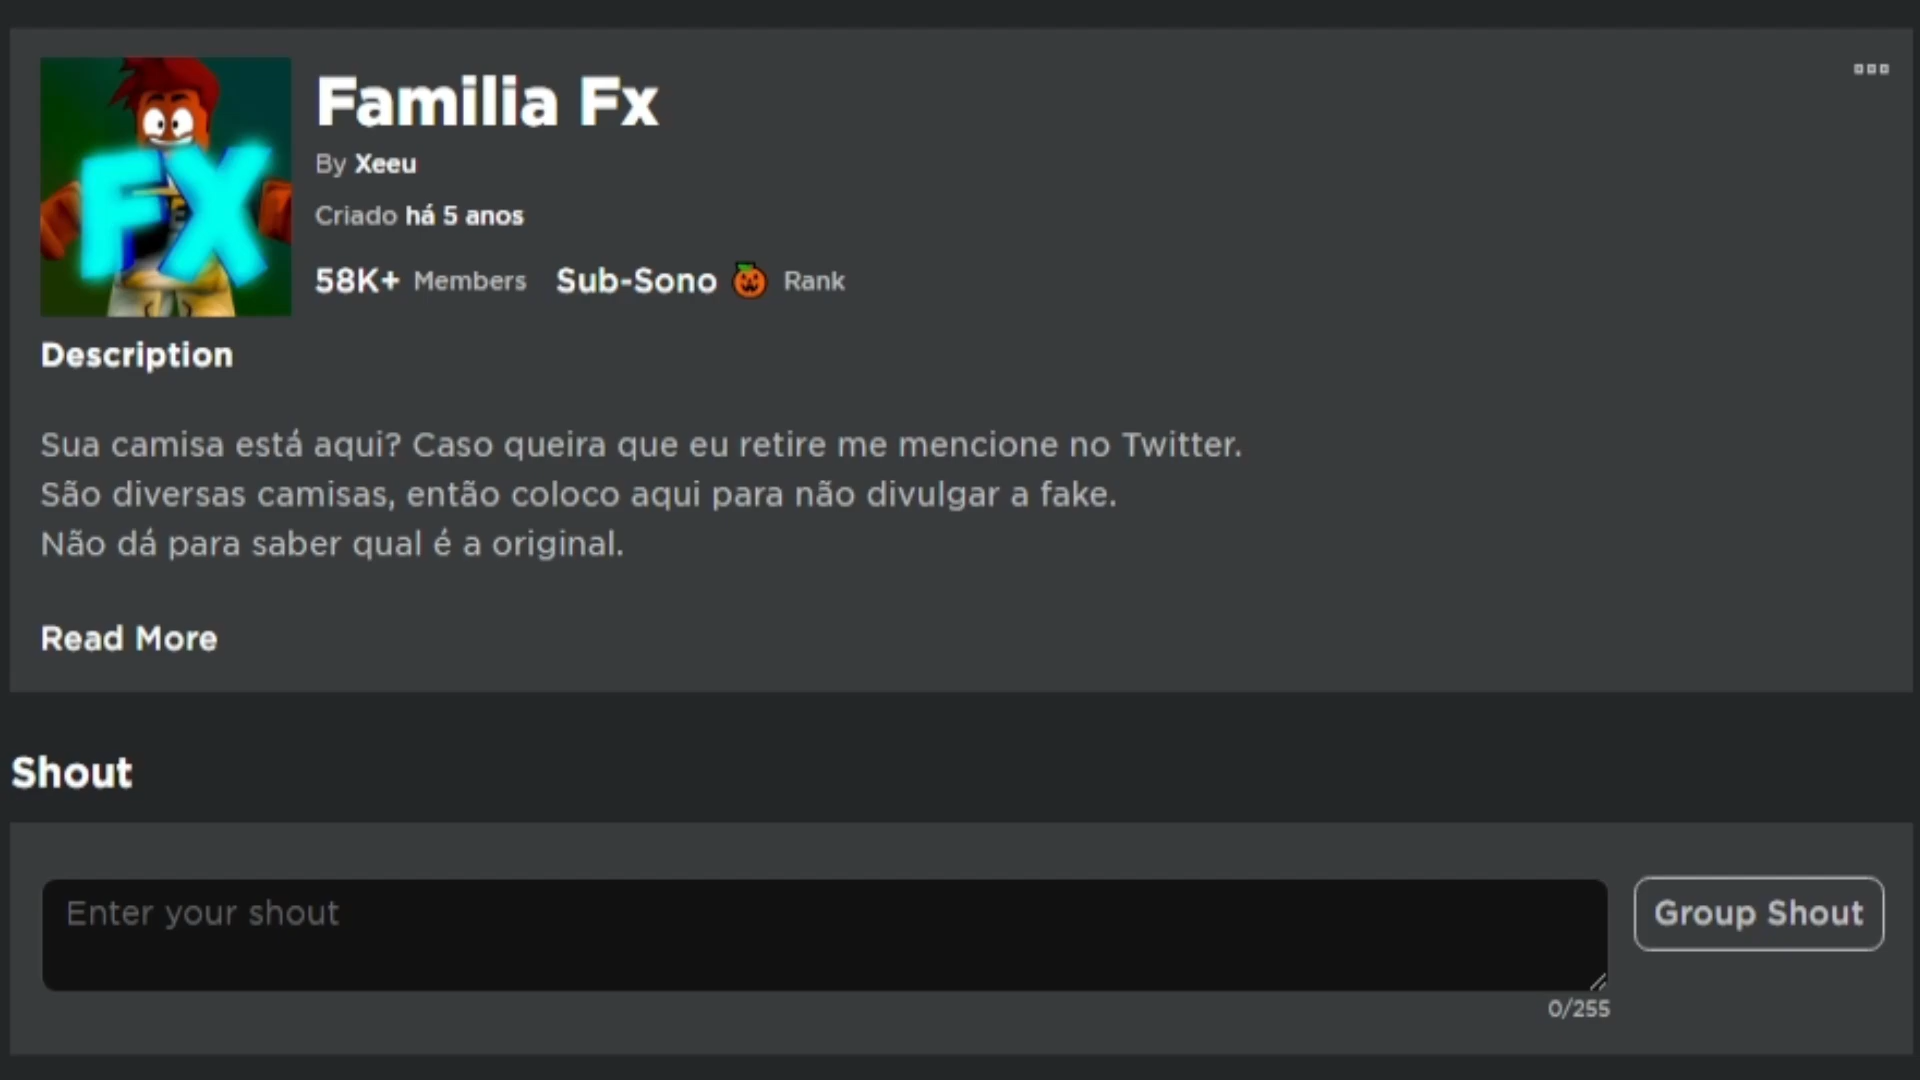 FX
Familia Fx
By Xeeu
Criado há 5 anos
58K+ Members Sub-Sono 🎃 Rank
Description
Sua camisa está aqui? Caso queira que eu retire me mencione no Twitter.
São diversas camisas, então coloco aqui para não divulgar a fake.
Não dá para saber qual é a original.
Read More
Shout
Enter your shout
Group Shout
0/255